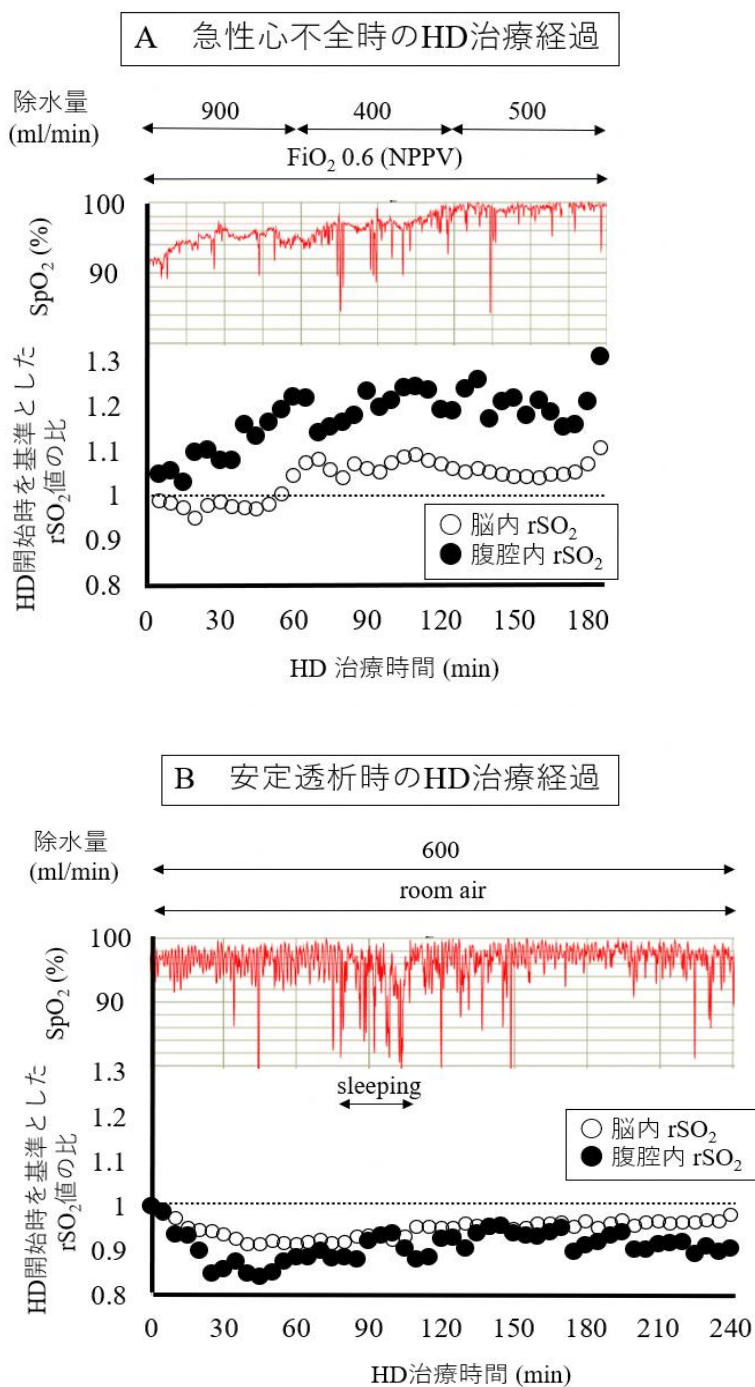 A 急性心不全時のHD治療経過
除水量
(ml/min)
900 400 500
FiO2 0.6 (NPPV)
SpO2 (%)
100
90
HD開始時を基準とした
rSO2値の比
1.3
1.2
1.1
1
0.9
0.8
○ 脳内 rSO2
● 腹腔内 rSO2
0 30 60 90 120 150 180
HD 治療時間 (min)
B 安定透析時のHD治療経過
除水量
(ml/min)
600
room air
SpO2 (%)
100
90
sleeping
HD開始時を基準とした
rSO2値の比
1.3
1.2
1.1
1
0.9
0.8
○ 脳内 rSO2
● 腹腔内 rSO2
0 30 60 90 120 150 180 210 240
HD治療時間 (min)